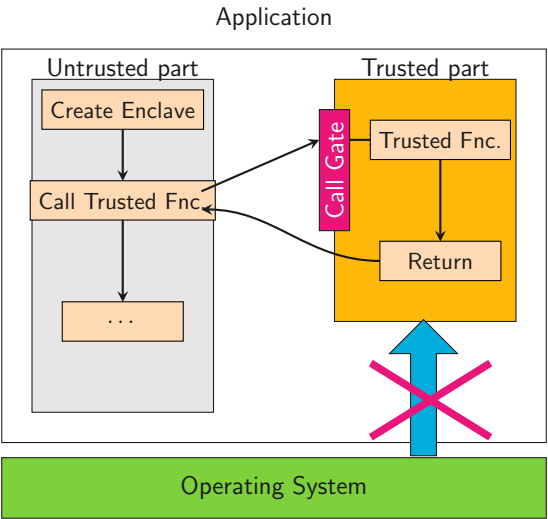 Application
Untrusted part
Trusted part
Create Enclave
Call Trusted Fnc.
...
Call Gate
Trusted Fnc.
Return
Operating System